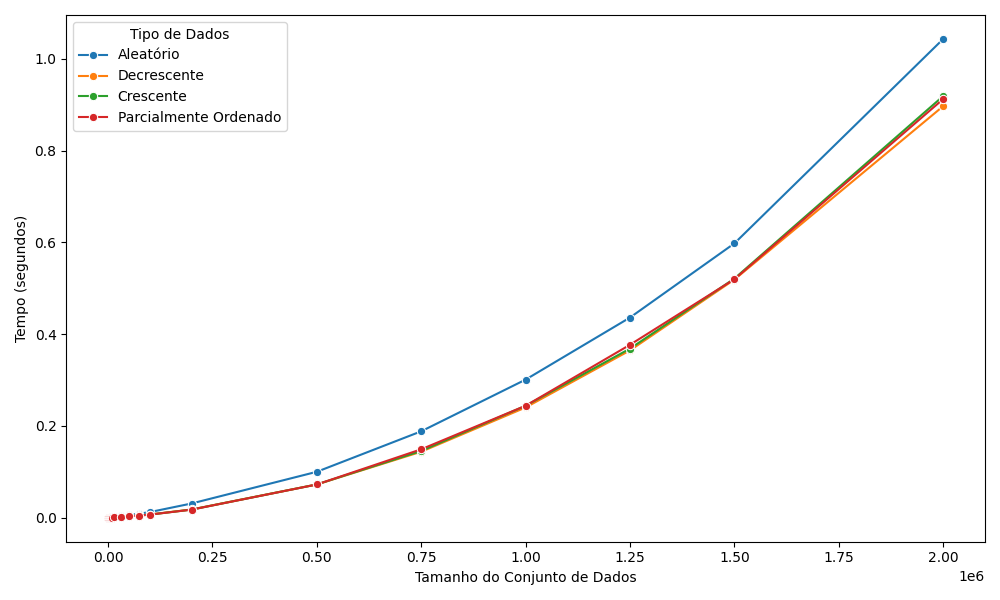 Tipo de Dados
Aleatório
Decrescente
Crescente
Parcialmente Ordenado
Tempo (segundos)
1.0
0.8
0.6
0.4
0.2
0.0
0.00 0.25 0.50 0.75 1.00 1.25 1.50 1.75 2.00
1e6
Tamanho do Conjunto de Dados